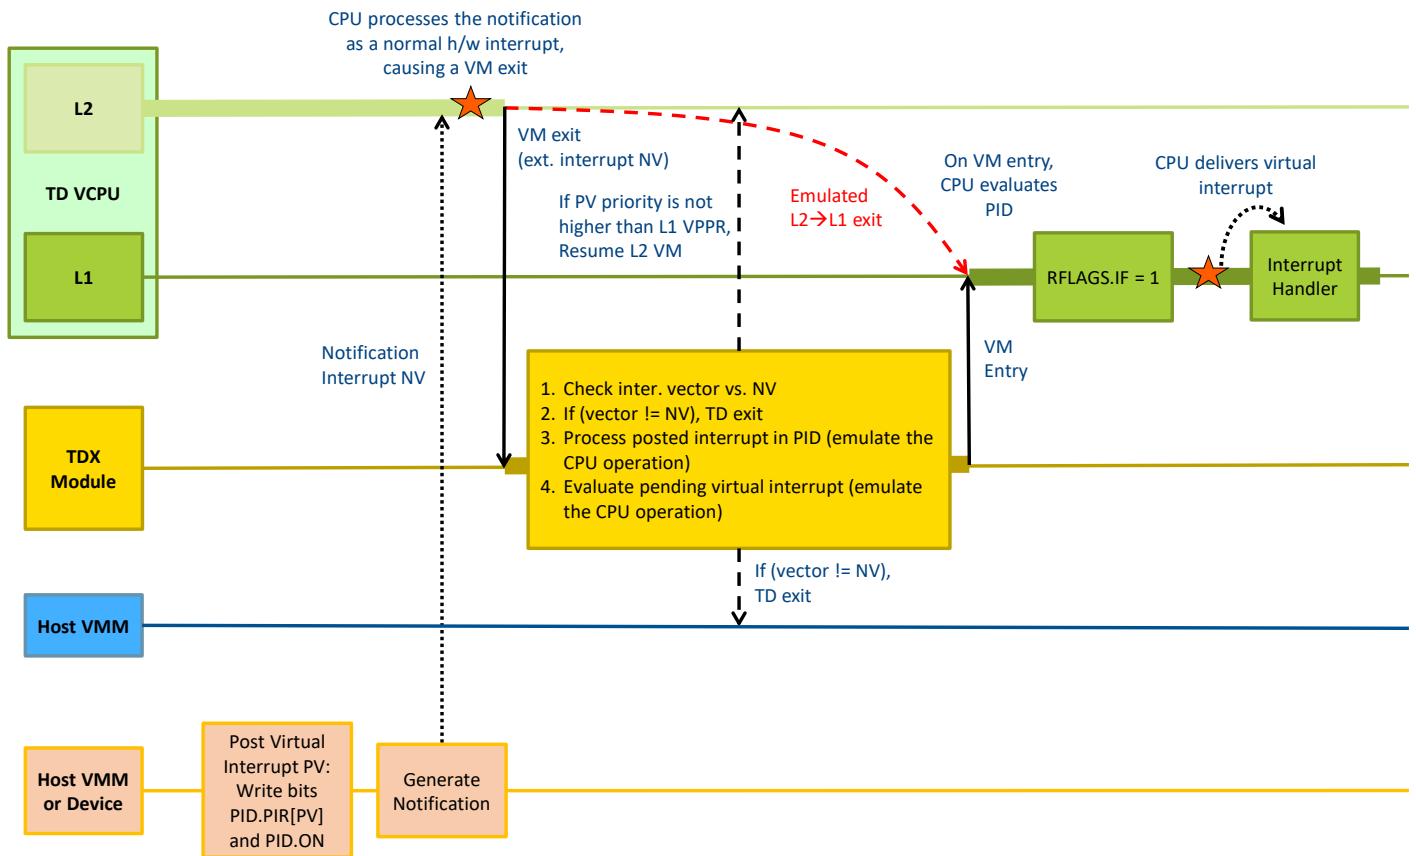 CPU processes the notification
as a normal h/w interrupt,
causing a VM exit
L2
TD VCPU
L1
VM exit
(ext. interrupt NV)
If PV priority is not
higher than L1 VPPR,
Resume L2 VM
Emulated
L2→L1 exit
On VM entry,
CPU evaluates
PID
CPU delivers virtual
interrupt
RFLAGS.IF = 1
Interrupt
Handler
Notification
Interrupt NV
VM
Entry
TDX
Module
1. Check inter. vector vs. NV
2. If (vector != NV), TD exit
3. Process posted interrupt in PID (emulate the
CPU operation)
4. Evaluate pending virtual interrupt (emulate
the CPU operation)
If (vector != NV),
TD exit
Host VMM
Host VMM
or Device
Post Virtual
Interrupt PV:
Write bits
PID.PIR[PV]
and PID.ON
Generate
Notification